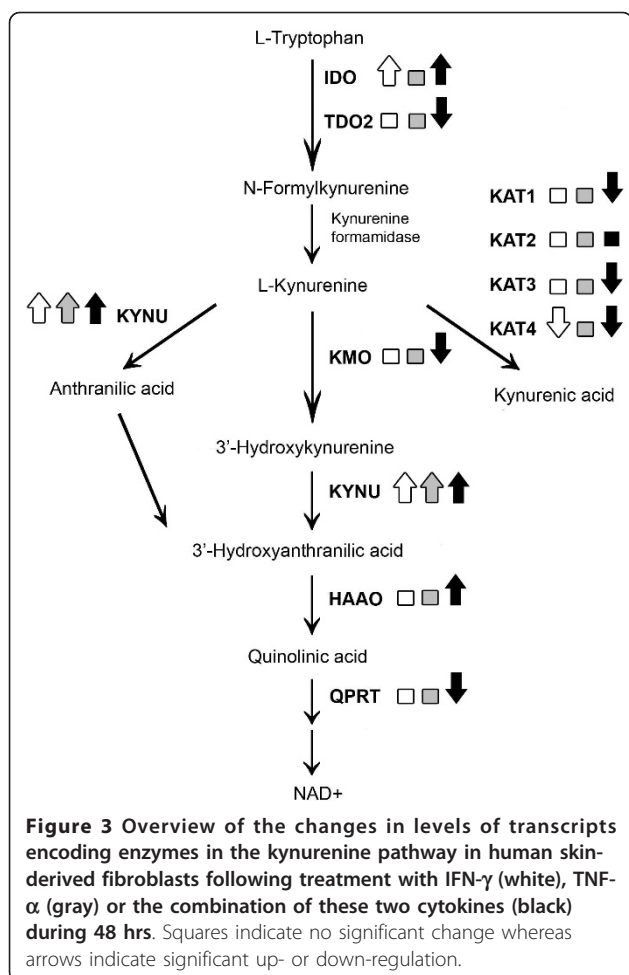 L-Tryptophan
IDO
TDO2
N-Formylkynurenine
KAT1
Kynurenine
formamidase
KAT2
L-Kynurenine
KAT3
KYNU
KAT4
KMO
Anthranilic acid
Kynurenic acid
3'-Hydroxykynurenine
KYNU
3'-Hydroxyanthranilic acid
HAAO
Quinolinic acid
QPRT
NAD+
Figure 3 Overview of the changes in levels of transcripts
encoding enzymes in the kynurenine pathway in human skin-
derived fibroblasts following treatment with IFN-γ (white), TNF-
α (gray) or the combination of these two cytokines (black)
during 48 hrs. Squares indicate no significant change whereas
arrows indicate significant up- or down-regulation.